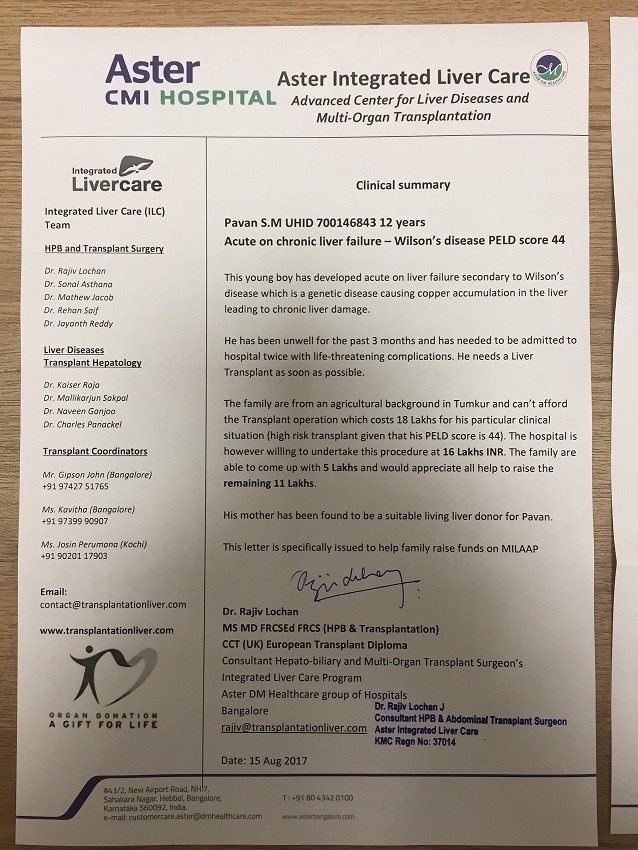 Aster
CMI HOSPITAL
Aster Integrated Liver Care
Advanced Center for Liver Diseases and
Multi-Organ Transplantation
Integrated
Livercare
Integrated Liver Care (ILC)
Team
HPB and Transplant Surgery
Dr. Rajiv Lochan
Dr. Sonal Asthana
Dr. Mathew Jacob
Dr. Rehan Saif
Dr. Jayanth Reddy
Liver Diseases
Transplant Hepatology
Dr. Kaiser Raja
Dr. Mallikarjun Sakpal
Dr. Naveen Ganjoo
Dr. Charles Panackel
Transplant Coordinators
Mr. Gipson John (Bangalore)
+91 97427 51765
Ms. Kavitha (Bangalore)
+91 97399 90907
Ms. Josin Perumana (Kochi)
+91 90201 17903
Email:
contact@transplantationliver.com
www.transplantationliver.com
ORGAN DONATION
A GIFT FOR LIFE
Clinical summary
Pavan S.M UHID 700146843 12 years
Acute on chronic liver failure – Wilson's disease PELD score 44
This young boy has developed acute on liver failure secondary to Wilson's
disease which is a genetic disease causing copper accumulation in the liver
leading to chronic liver damage.
He has been unwell for the past 3 months and has needed to be admitted to
hospital twice with life-threatening complications. He needs a Liver
Transplant as soon as possible.
The family are from an agricultural background in Tumkur and can't afford
the Transplant operation which costs 18 Lakhs for his particular clinical
situation (high risk transplant given that his PELD score is 44). The hospital is
however willing to undertake this procedure at 16 Lakhs INR. The family are
able to come up with 5 Lakhs and would appreciate all help to raise the
remaining 11 Lakhs.
His mother has been found to be a suitable living liver donor for Pavan.
This letter is specifically issued to help family raise funds on MILAAP
Dr. Rajiv Lochan
MS MD FRCSEd FRCS (HPB & Transplantation)
CCT (UK) European Transplant Diploma
Consultant Hepato-biliary and Multi-Organ Transplant Surgeon's
Integrated Liver Care Program
Aster DM Healthcare group of Hospitals
Bangalore
rajiv@transplantationliver.com
Dr. Rajiv Lochan J
Consultant HPB & Abdominal Transplant Surgeon
Aster Integrated Liver Care
KMC Regn No: 37014
Date: 15 Aug 2017
#43/2, New Airport Road, NH 7,
Sahakara Nagar, Hebbal, Bangalore,
Karnataka 560092, India.
e-mail: customercare.aster@dmhealthcare.com
T : +91 80 4342 0100
www.asterbangalore.com